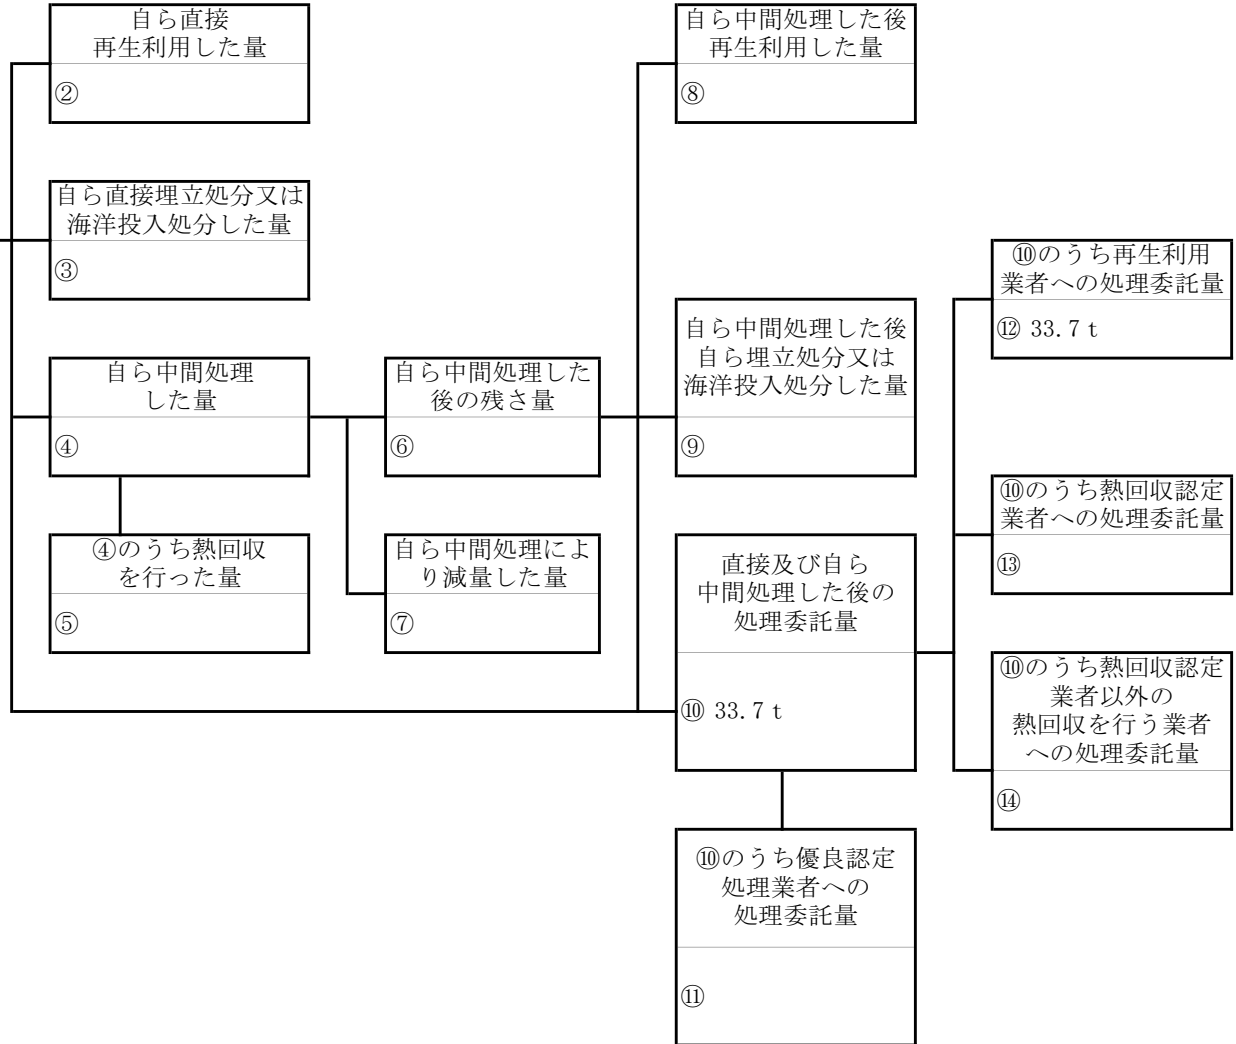 自ら直接
再生利用した量
②
自ら直接埋立処分又は
海洋投入処分した量
③
自ら中間処理
した量
④
④のうち熱回収
を行った量
⑤
自ら中間処理した
後の残さ量
⑥
自ら中間処理によ
り減量した量
⑦
自ら中間処理した後
再生利用した量
⑧
自ら中間処理した後
自ら埋立処分又は
海洋投入処分した量
⑨
直接及び自ら
中間処理した後の
処理委託量
⑩ 33.7 t
⑩のうち優良認定
処理業者への
処理委託量
⑪
⑩のうち再生利用
業者への処理委託量
⑫ 33.7 t
⑩のうち熱回収認定
業者への処理委託量
⑬
⑩のうち熱回収認定
業者以外の
熱回収を行う業者
への処理委託量
⑭